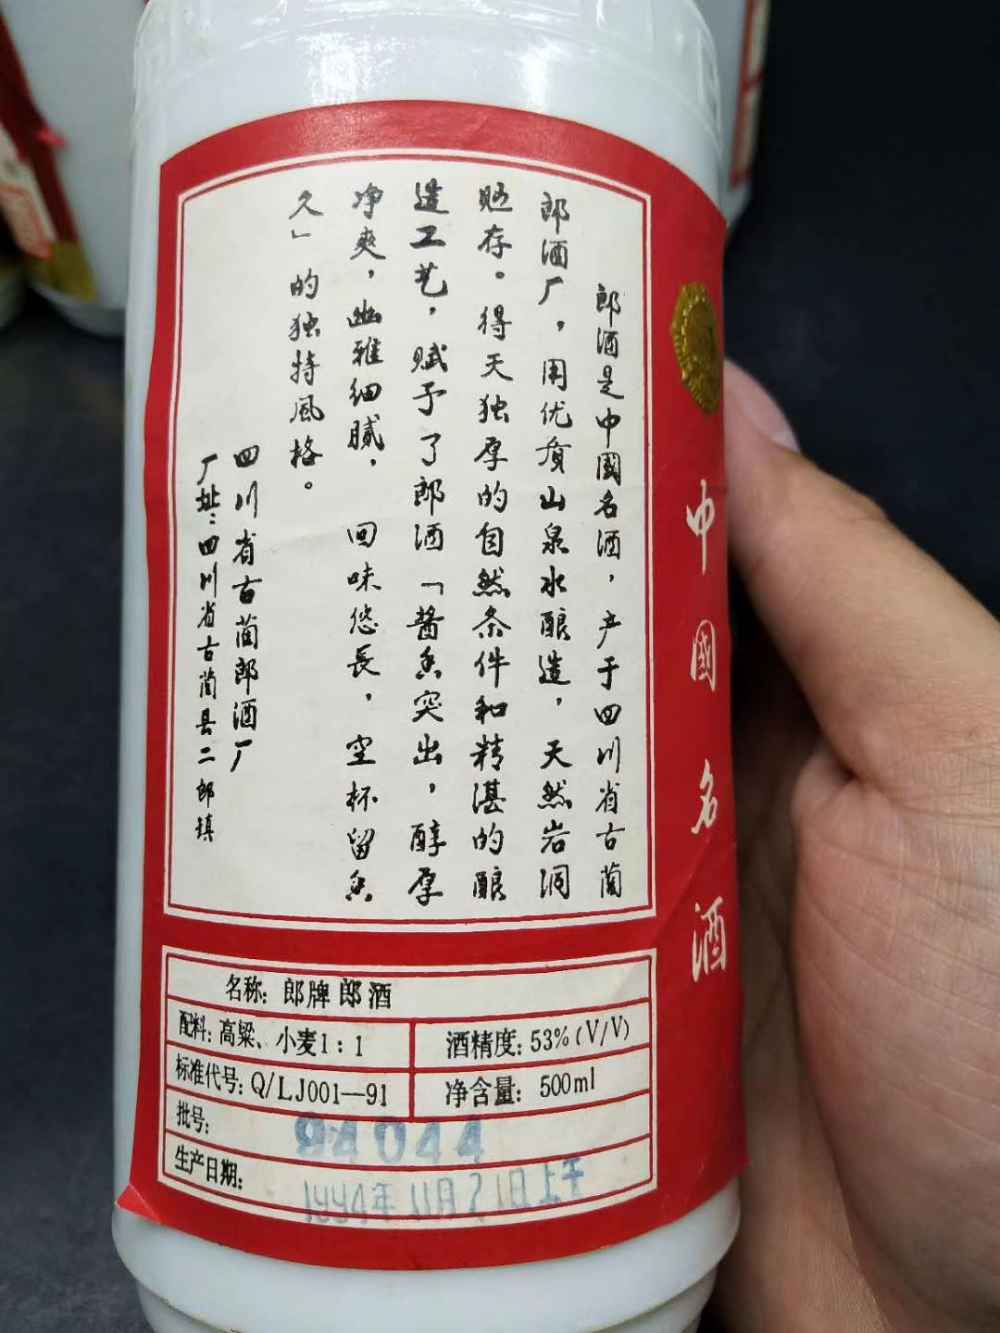 郎酒是中國名酒，产于四川省古蔺
郎酒厂，用优质山泉水酿造，天然岩洞
贮存。得天独厚的自然条件和精湛的酿
造工艺，赋予了郎酒「酱香突出，醇厚
净爽，幽雅细腻，回味悠長，空杯留香
久」的独特风格。
四川省古蔺郎酒厂
厂址：四川省古蔺县二郎镇
中國名酒
名称：郎牌郎酒
配料：高粱、小麦1：1
酒精度：53%(V/V)
标准代号：Q/LJ001—91
净含量：500ml
批号：
94044
生产日期：
1994年11月21日上午